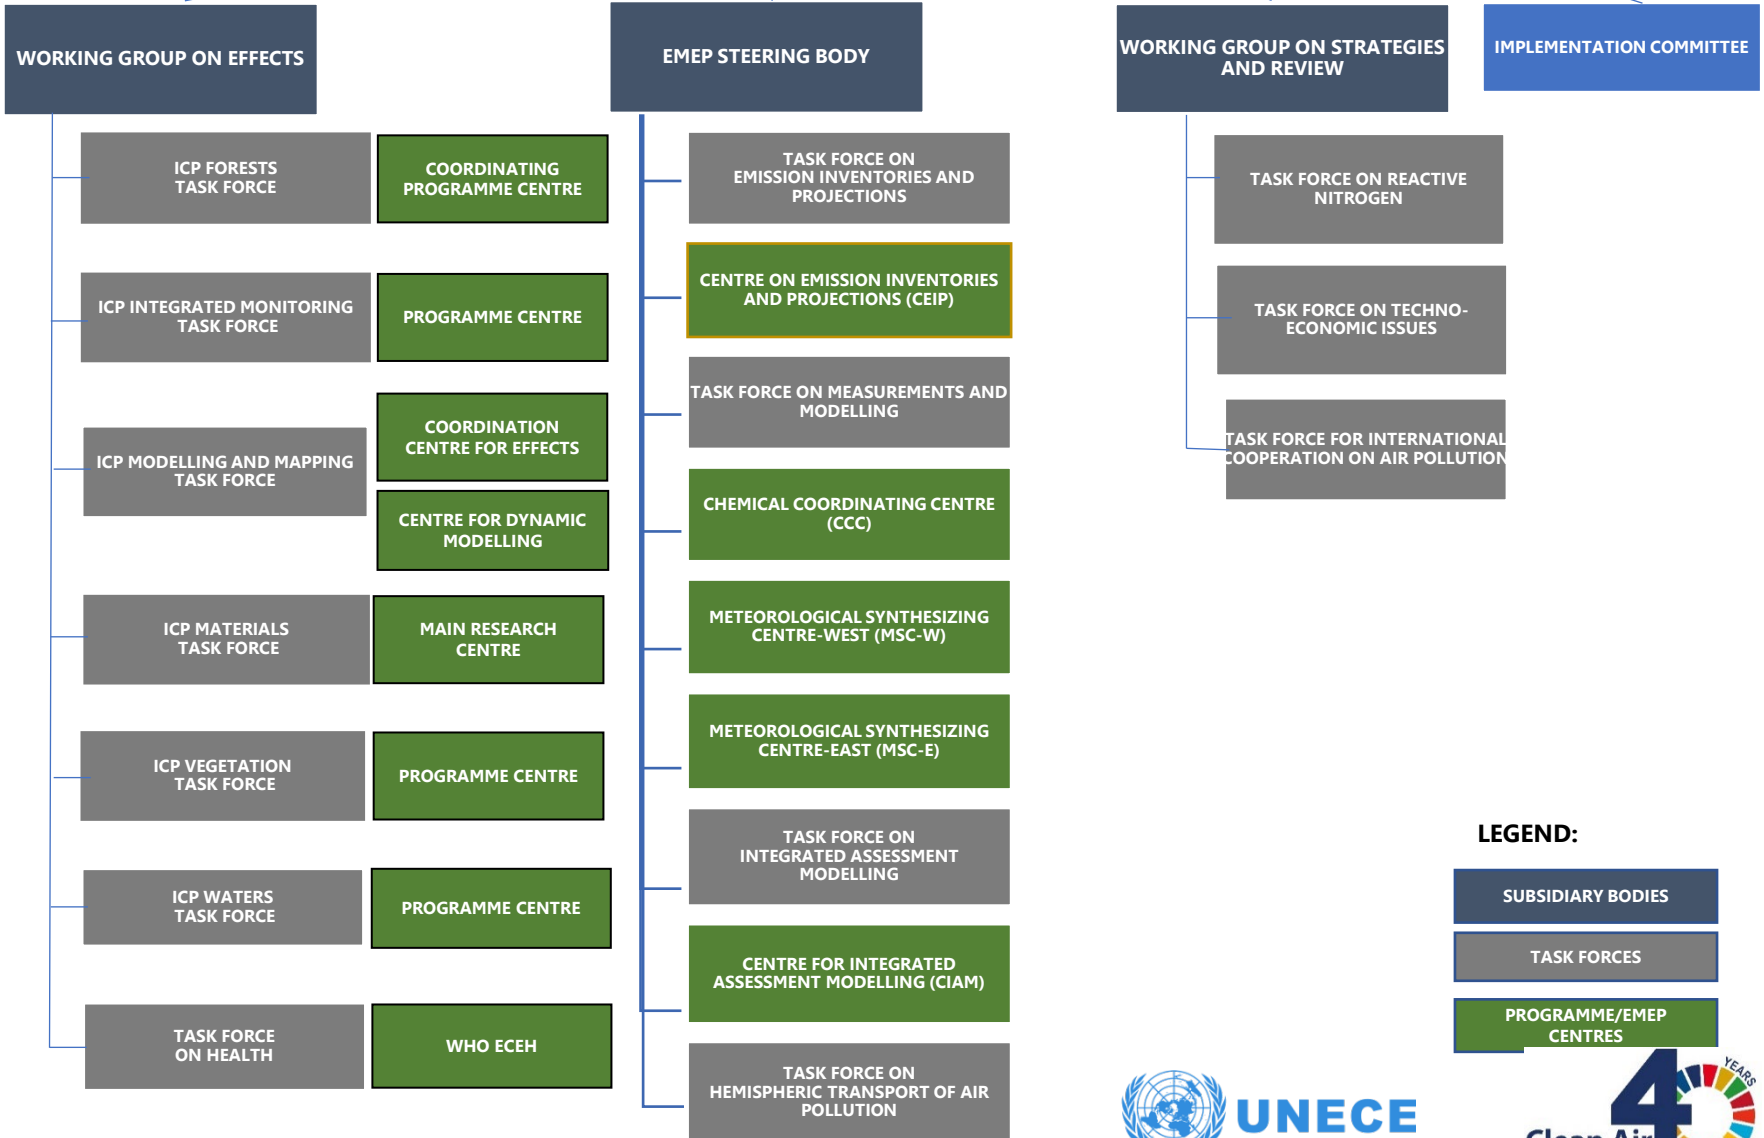 WORKING GROUP ON EFFECTS
ICP FORESTS
TASK FORCE
COORDINATING
PROGRAMME CENTRE
ICP INTEGRATED MONITORING
TASK FORCE
PROGRAMME CENTRE
ICP MODELLING AND MAPPING
TASK FORCE
COORDINATION
CENTRE FOR EFFECTS
CENTRE FOR DYNAMIC
MODELLING
ICP MATERIALS
TASK FORCE
MAIN RESEARCH
CENTRE
ICP VEGETATION
TASK FORCE
PROGRAMME CENTRE
ICP WATERS
TASK FORCE
PROGRAMME CENTRE
TASK FORCE
ON HEALTH
WHO ECEH
EMEP STEERING BODY
TASK FORCE ON
EMISSION INVENTORIES AND
PROJECTIONS
CENTRE ON EMISSION INVENTORIES
AND PROJECTIONS (CEIP)
TASK FORCE ON MEASUREMENTS AND
MODELLING
CHEMICAL COORDINATING CENTRE
(CCC)
METEOROLOGICAL SYNTHESIZING
CENTRE-WEST (MSC-W)
METEOROLOGICAL SYNTHESIZING
CENTRE-EAST (MSC-E)
TASK FORCE ON
INTEGRATED ASSESSMENT
MODELLING
CENTRE FOR INTEGRATED
ASSESSMENT MODELLING (CIAM)
TASK FORCE ON
HEMISPHERIC TRANSPORT OF AIR
POLLUTION
WORKING GROUP ON STRATEGIES
AND REVIEW
TASK FORCE ON REACTIVE
NITROGEN
TASK FORCE ON TECHNO-
ECONOMIC ISSUES
TASK FORCE FOR INTERNATIONAL
COOPERATION ON AIR POLLUTION
IMPLEMENTATION COMMITTEE
LEGEND:
SUBSIDIARY BODIES
TASK FORCES
PROGRAMME/EMEP
CENTRES
UNECE
40
YEARS
Clean Air